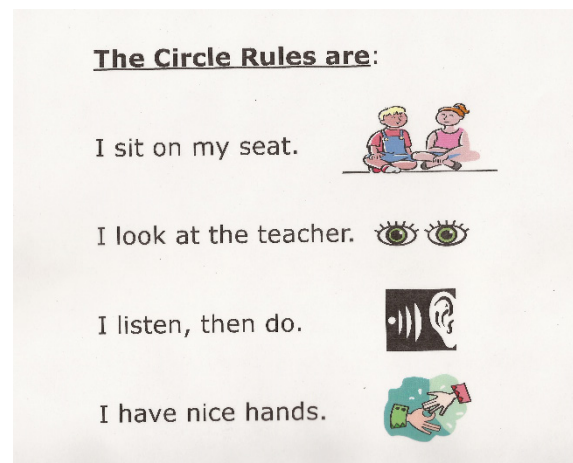 The Circle Rules are:
I sit on my seat.
I look at the teacher.
I listen, then do.
I have nice hands.